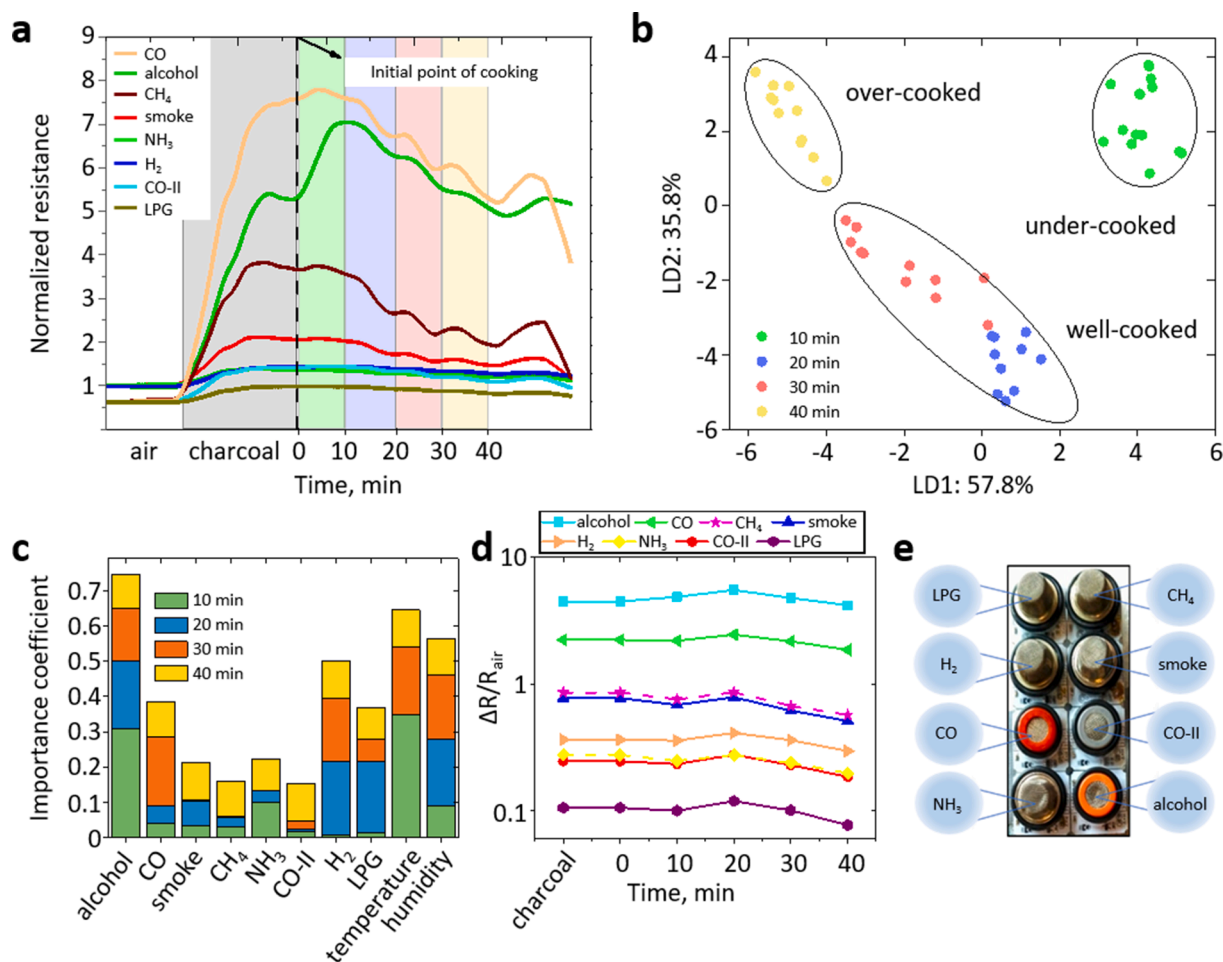 a
9
8
7
6
5
4
3
2
1
Normalized resistance
CO
alcohol
CH₄
smoke
NH₃
H₂
CO-II
LPG
Initial point of cooking
air charcoal 0 10 20 30 40
Time, min
b
4
2
0
-2
-4
-6
LD2: 35.8%
over-cooked
under-cooked
well-cooked
10 min
20 min
30 min
40 min
-6 -4 -2 0 2 4 6
LD1: 57.8%
c
0.7
0.6
0.5
0.4
0.3
0.2
0.1
0
Importance coefficient
10 min
20 min
30 min
40 min
alcohol
CO
smoke
CH₄
NH₃
CO-II
H₂
LPG
temperature
humidity
d
alcohol CO CH₄ smoke
H₂ NH₃ CO-II LPG
10
1
0.1
ΔR/Rair
charcoal 0 10 20 30 40
Time, min
e
LPG CH₄
H₂ smoke
CO CO-II
NH₃ alcohol